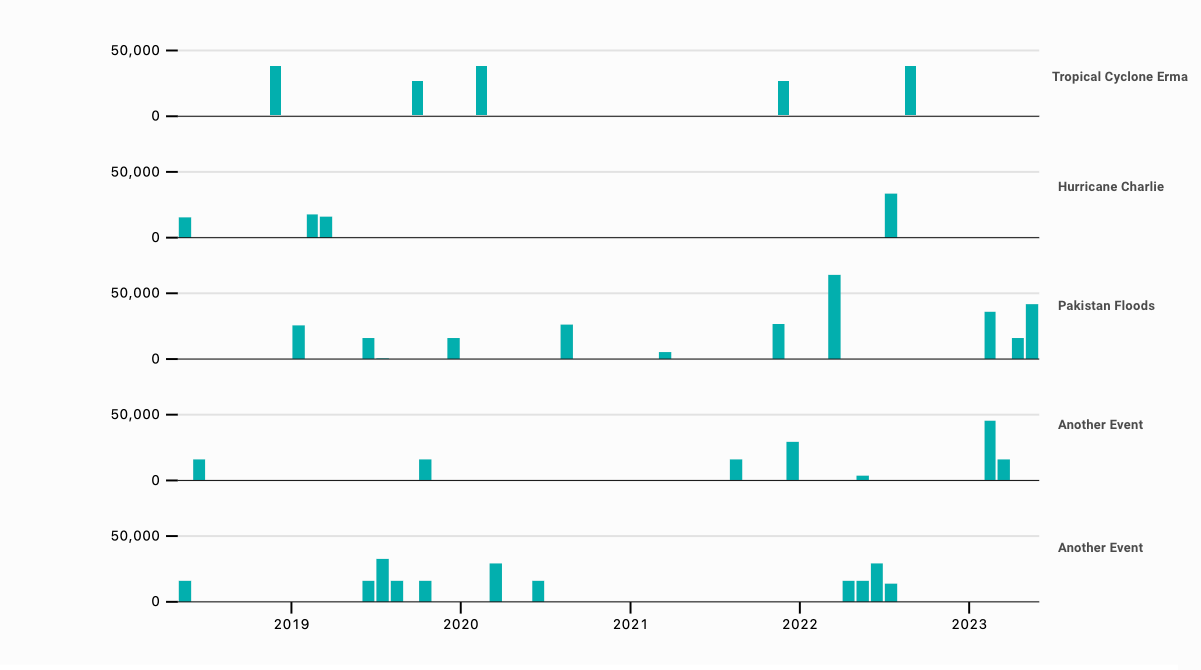 50,000
Tropical Cyclone Erma
0
50,000
Hurricane Charlie
0
50,000
Pakistan Floods
0
50,000
Another Event
0
50,000
Another Event
0
2019 2020 2021 2022 2023